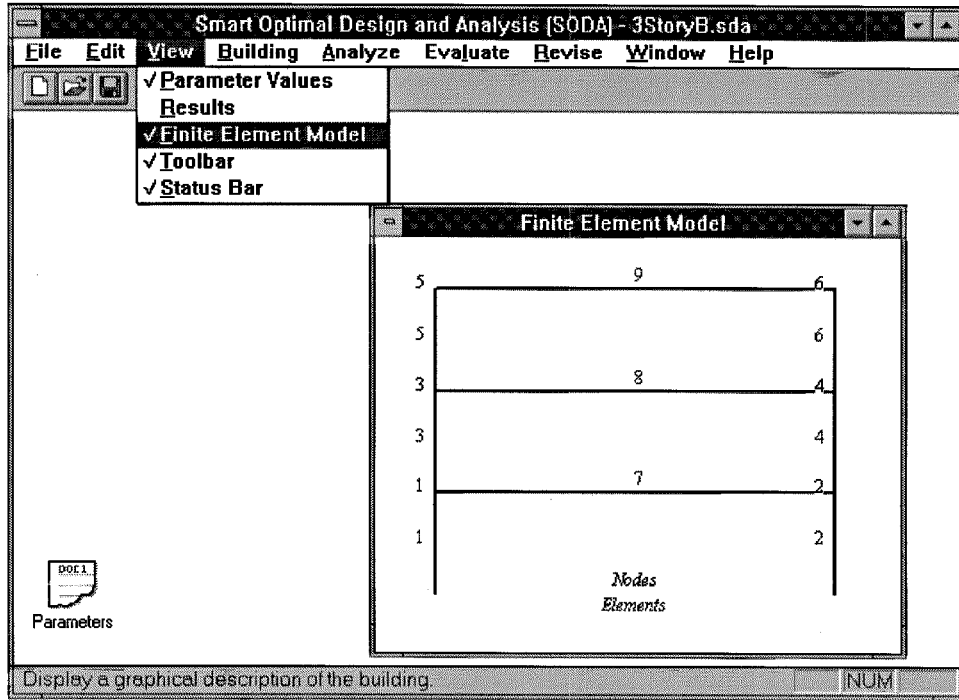 Smart Optimal Design and Analysis (SODA) - 3StoryB.sda
File Edit View Building Analyze Evaluate Revise Window Help
√ Parameter Values
Results
√ Finite Element Model
√ Toolbar
√ Status Bar
Finite Element Model
5 9 6
5 6
3 8 4
3 4
1 7 2
1 2
Nodes
Elements
DOC1
Parameters
Display a graphical description of the building.
NUM